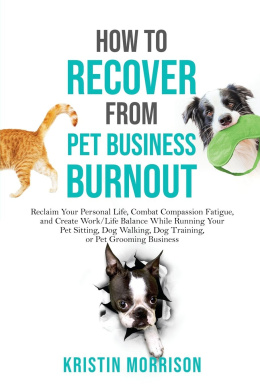 HOW TO
RECOVER
FROM
PET BUSINESS
BURNOUT
Reclaim Your Personal Life, Combat Compassion Fatigue,
and Create Work/Life Balance While Running Your
Pet Sitting, Dog Walking, Dog Training,
or Pet Grooming Business
KRISTIN MORRISON